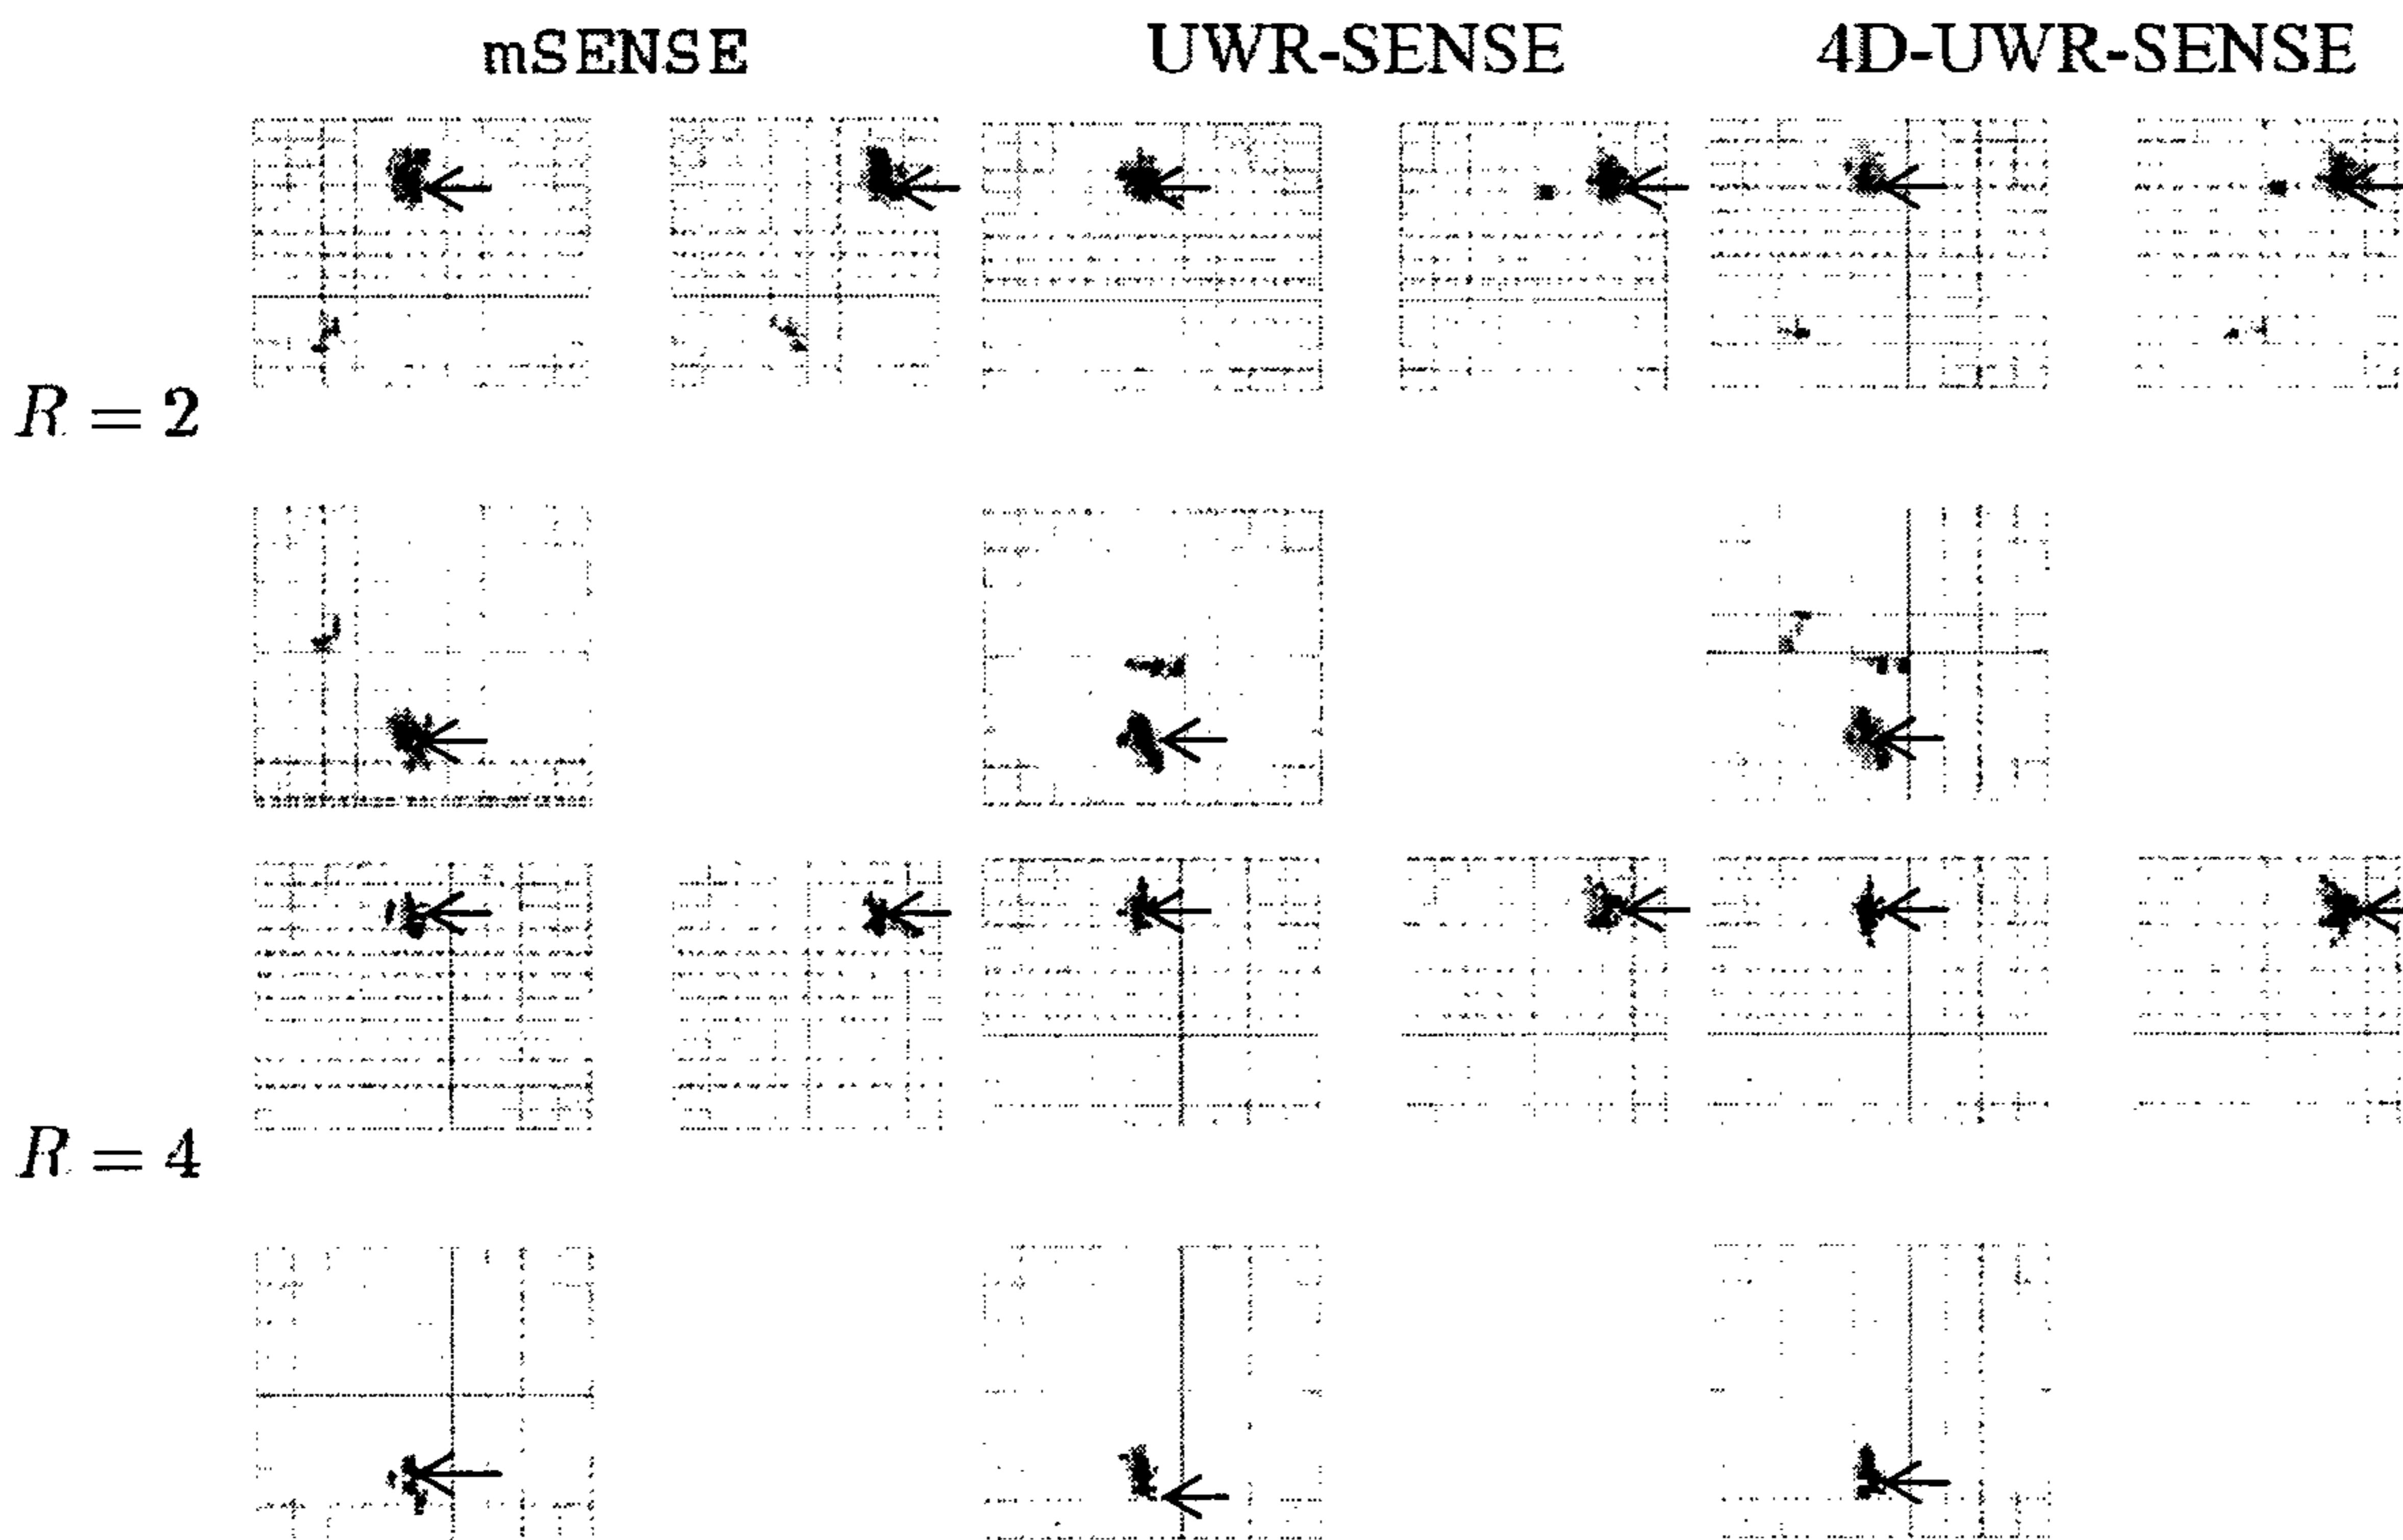 mSENSE UWR-SENSE 4D-UWR-SENSE
R = 2
R = 4